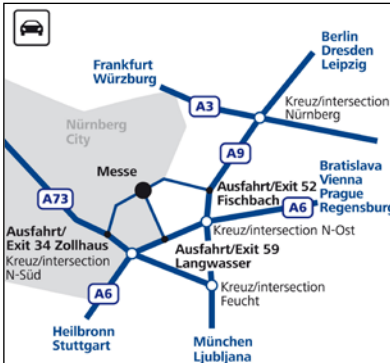 Berlin
Dresden
Leipzig
Frankfurt
Würzburg
A3
Kreuz/intersection
Nürnberg
Nürnberg
City
A9
Messe
Bratislava
Vienna
Prague
Regensburg
A73
Ausfahrt/Exit 52
Fischbach
A6
Ausfahrt/
Exit 34 Zollhaus
Kreuz/intersection
N-Süd
Kreuz/intersection N-Ost
Ausfahrt/Exit 59
Langwasser
A6
Kreuz/intersection
Feucht
Heilbronn
Stuttgart
München
Ljubljana